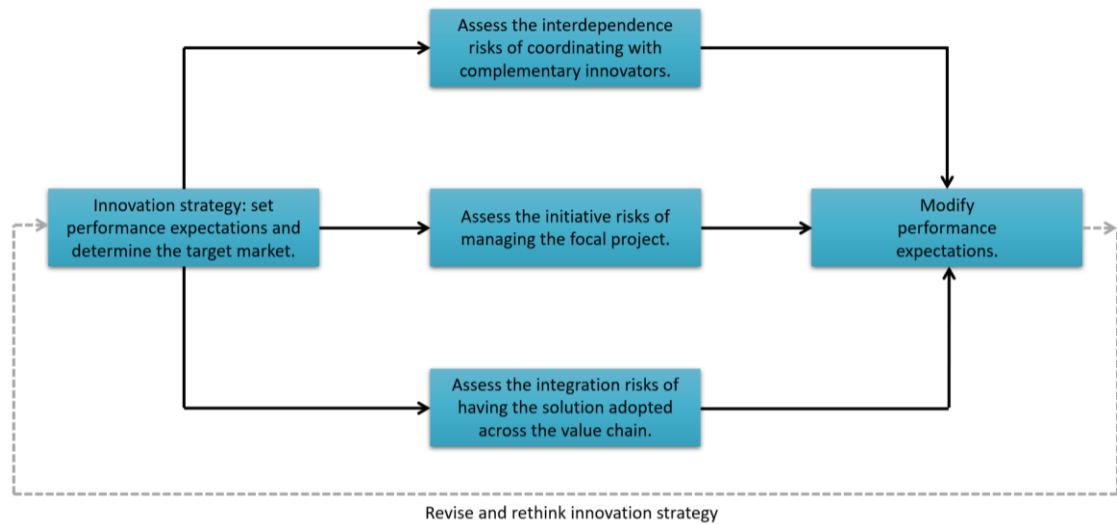 Assess the interdependence
risks of coordinating with
complementary innovators.
Innovation strategy: set
performance expectations and
determine the target market.
Assess the initiative risks of
managing the focal project.
Modify
performance
expectations.
Assess the integration risks of
having the solution adopted
across the value chain.
Revise and rethink innovation strategy